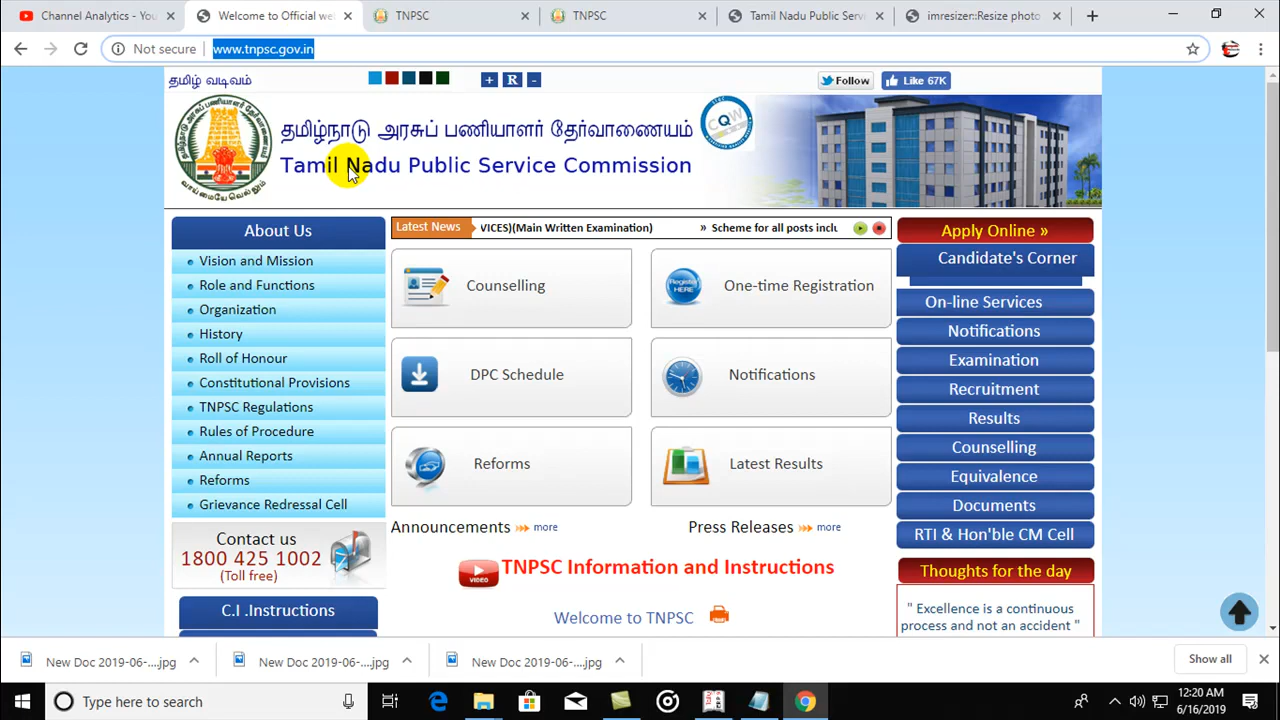 Channel Analytics - You
Welcome to Official we
TNPSC
TNPSC
Tamil Nadu Public Servi
imresizer::Resize photo
Not secure
www.tnpsc.gov.in
தமிழ் வடிவம்
+ R -
Follow
Like 67K
தமிழ்நாடு அரசுப் பணியாளர் தேர்வாணையம்
Tamil Nadu Public Service Commission
CQW
வாய்மையே வெல்லும்
About Us
Vision and Mission
Role and Functions
Organization
History
Roll of Honour
Constitutional Provisions
TNPSC Regulations
Rules of Procedure
Annual Reports
Reforms
Grievance Redressal Cell
Contact us
1800 425 1002
(Toll free)
C.I .Instructions
Latest News
VICES)(Main Written Examination)
» Scheme for all posts inclu
Counselling
One-time Registration
Register HERE
DPC Schedule
Notifications
Reforms
Latest Results
Announcements
more
Press Releases
more
VIDEO
TNPSC Information and Instructions
Welcome to TNPSC
Apply Online »
Candidate's Corner
On-line Services
Notifications
Examination
Recruitment
Results
Counselling
Equivalence
Documents
RTI & Hon'ble CM Cell
Thoughts for the day
" Excellence is a continuous
process and not an accident "
New Doc 2019-06-....jpg
New Doc 2019-06-....jpg
New Doc 2019-06-....jpg
Show all
Type here to search
12:20 AM
6/16/2019